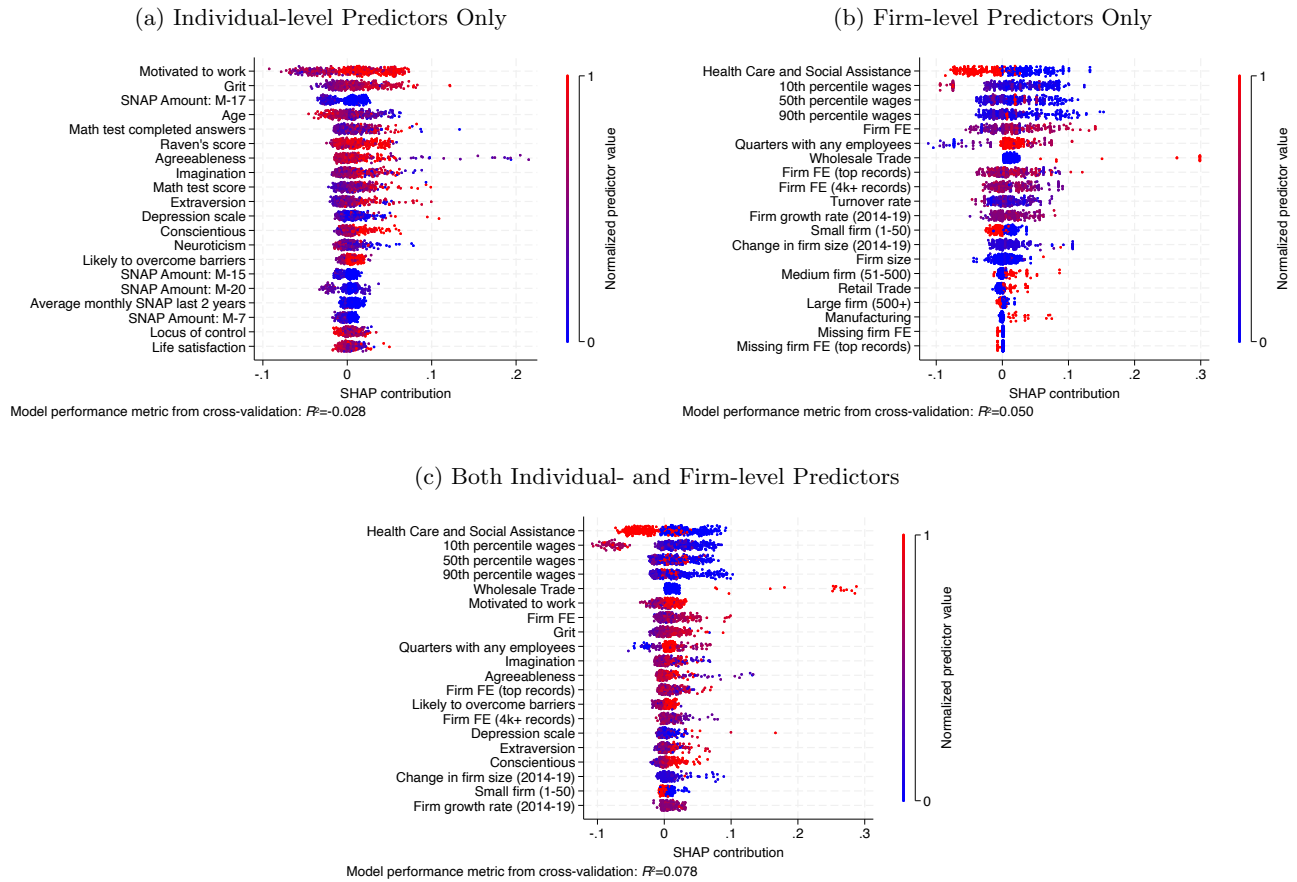 (a) Individual-level Predictors Only
Motivated to work
Grit
SNAP Amount: M-17
Age
Math test completed answers
Raven's score
Agreeableness
Imagination
Math test score
Extraversion
Depression scale
Conscientious
Neuroticism
Likely to overcome barriers
SNAP Amount: M-15
SNAP Amount: M-20
Average monthly SNAP last 2 years
SNAP Amount: M-7
Locus of control
Life satisfaction
-.1 0 .1 .2
SHAP contribution
1
0
Normalized predictor value
Model performance metric from cross-validation: R²=-0.028
(b) Firm-level Predictors Only
Health Care and Social Assistance
10th percentile wages
50th percentile wages
90th percentile wages
Firm FE
Quarters with any employees
Wholesale Trade
Firm FE (top records)
Firm FE (4k+ records)
Turnover rate
Firm growth rate (2014-19)
Small firm (1-50)
Change in firm size (2014-19)
Firm size
Medium firm (51-500)
Retail Trade
Large firm (500+)
Manufacturing
Missing firm FE
Missing firm FE (top records)
-.1 0 .1 .2 .3
SHAP contribution
1
0
Normalized predictor value
Model performance metric from cross-validation: R²=0.050
(c) Both Individual- and Firm-level Predictors
Health Care and Social Assistance
10th percentile wages
50th percentile wages
90th percentile wages
Wholesale Trade
Motivated to work
Firm FE
Grit
Quarters with any employees
Imagination
Agreeableness
Firm FE (top records)
Likely to overcome barriers
Firm FE (4k+ records)
Depression scale
Extraversion
Conscientious
Change in firm size (2014-19)
Small firm (1-50)
Firm growth rate (2014-19)
-.1 0 .1 .2 .3
SHAP contribution
1
0
Normalized predictor value
Model performance metric from cross-validation: R²=0.078